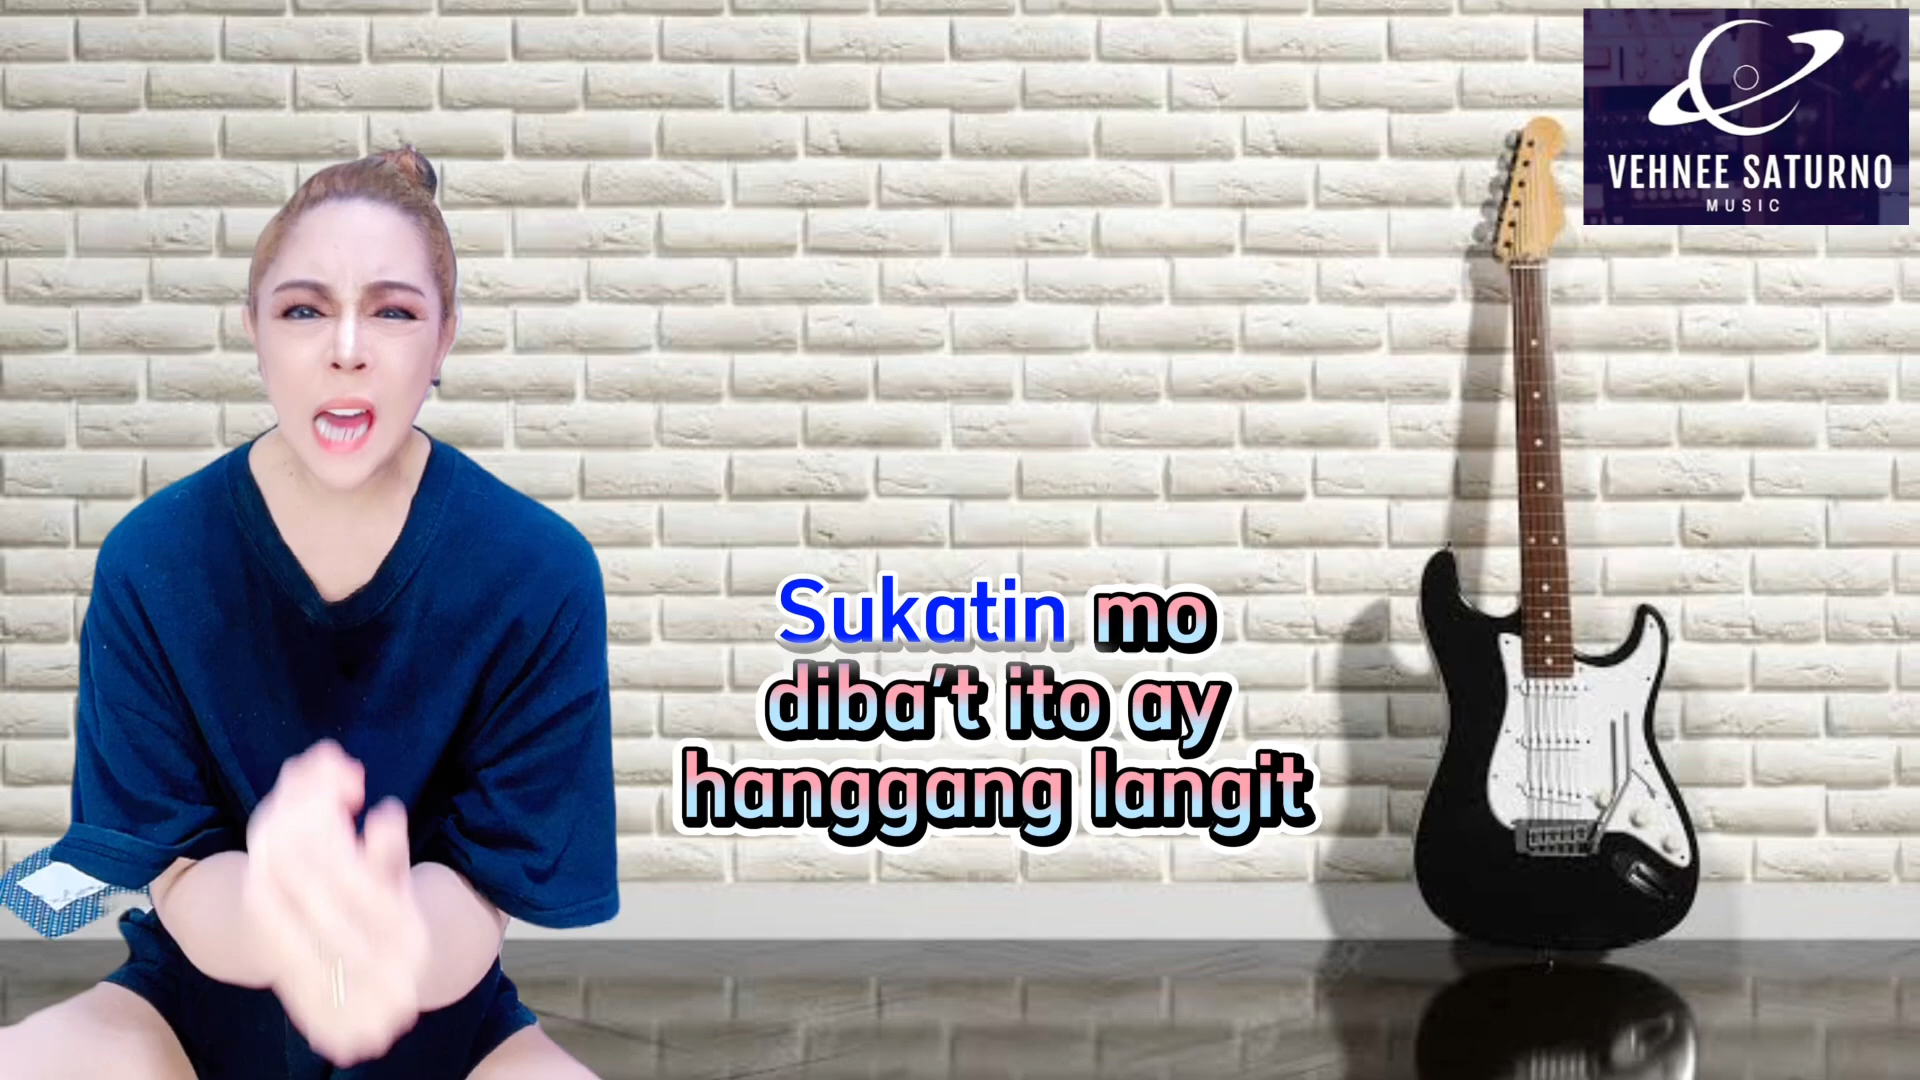 VEHNEE SATURNO
MUSIC
Sukatin mo
diba't ito ay
hanggang langit